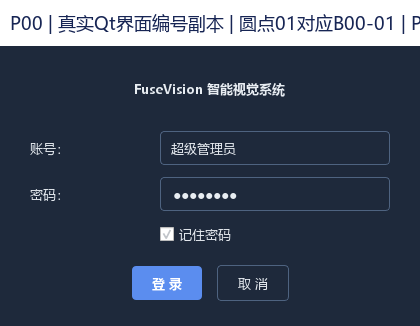 P00 | 真实Qt界面编号副本 | 圆点01对应B00-01 | P
FuseVision 智能视觉系统
账号：
超级管理员
密码：
●●●●●●●●
记住密码
登 录
取 消